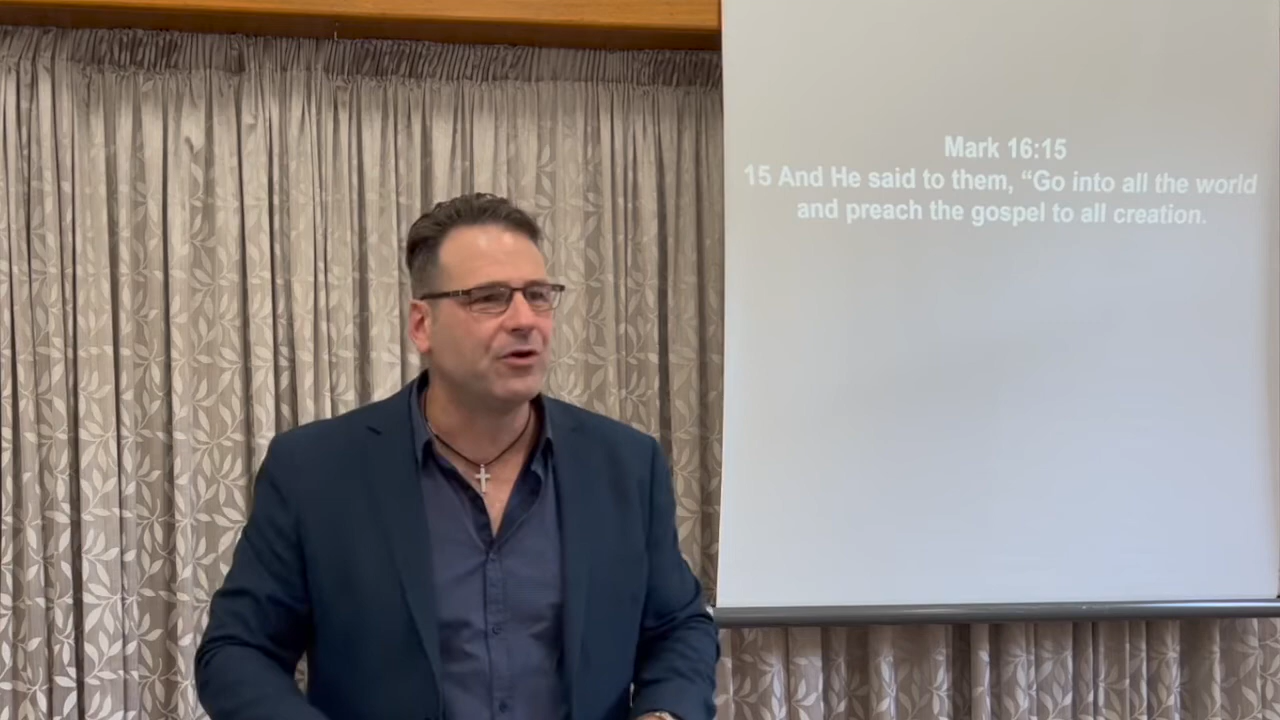 Mark 16:15
15 And He said to them, “Go into all the world
and preach the gospel to all creation.